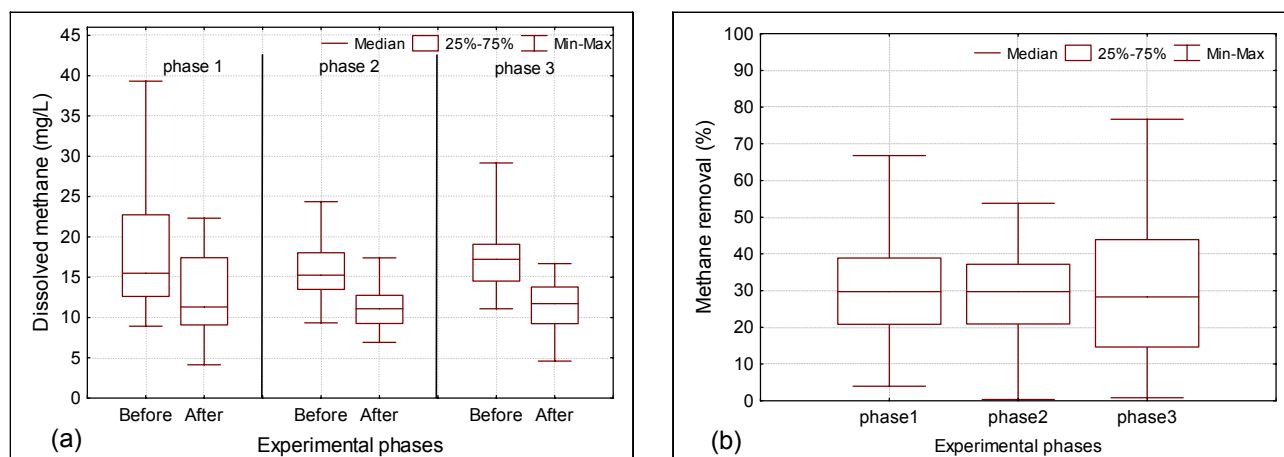 45
40
35
30
25
20
15
10
5
0
Dissolved methane (mg/L)
Median 25%-75% Min-Max
phase 1 phase 2 phase 3
Before After Before After Before After
(a) Experimental phases
100
90
80
70
60
50
40
30
20
10
0
Methane removal (%)
Median 25%-75% Min-Max
phase1 phase2 phase3
(b) Experimental phases